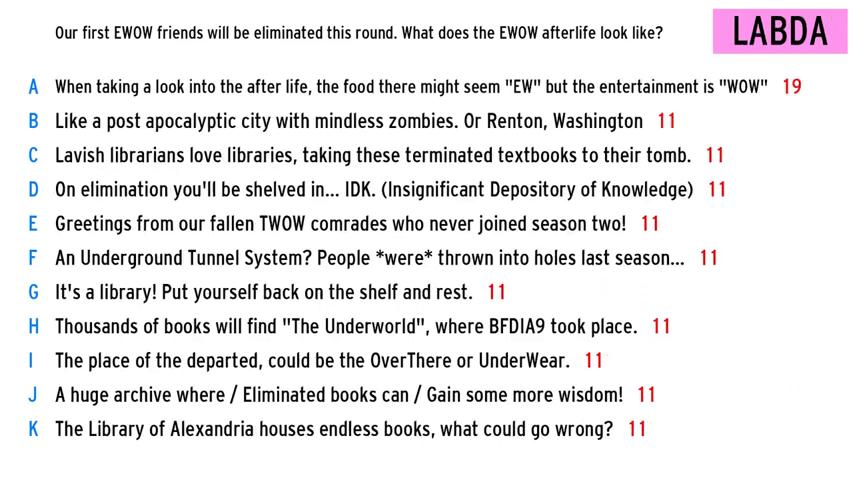 Our first EWOW friends will be eliminated this round. What does the EWOW afterlife look like?
LABDA
A When taking a look into the after life, the food there might seem "EW" but the entertainment is "WOW" 19
B Like a post apocalyptic city with mindless zombies. Or Renton, Washington 11
C Lavish librarians love libraries, taking these terminated textbooks to their tomb. 11
D On elimination you'll be shelved in... IDK. (Insignificant Depository of Knowledge) 11
E Greetings from our fallen TWOW comrades who never joined season two! 11
F An Underground Tunnel System? People *were* thrown into holes last season... 11
G It's a library! Put yourself back on the shelf and rest. 11
H Thousands of books will find "The Underworld", where BFDIA9 took place. 11
I The place of the departed, could be the OverThere or UnderWear. 11
J A huge archive where / Eliminated books can / Gain some more wisdom! 11
K The Library of Alexandria houses endless books, what could go wrong? 11